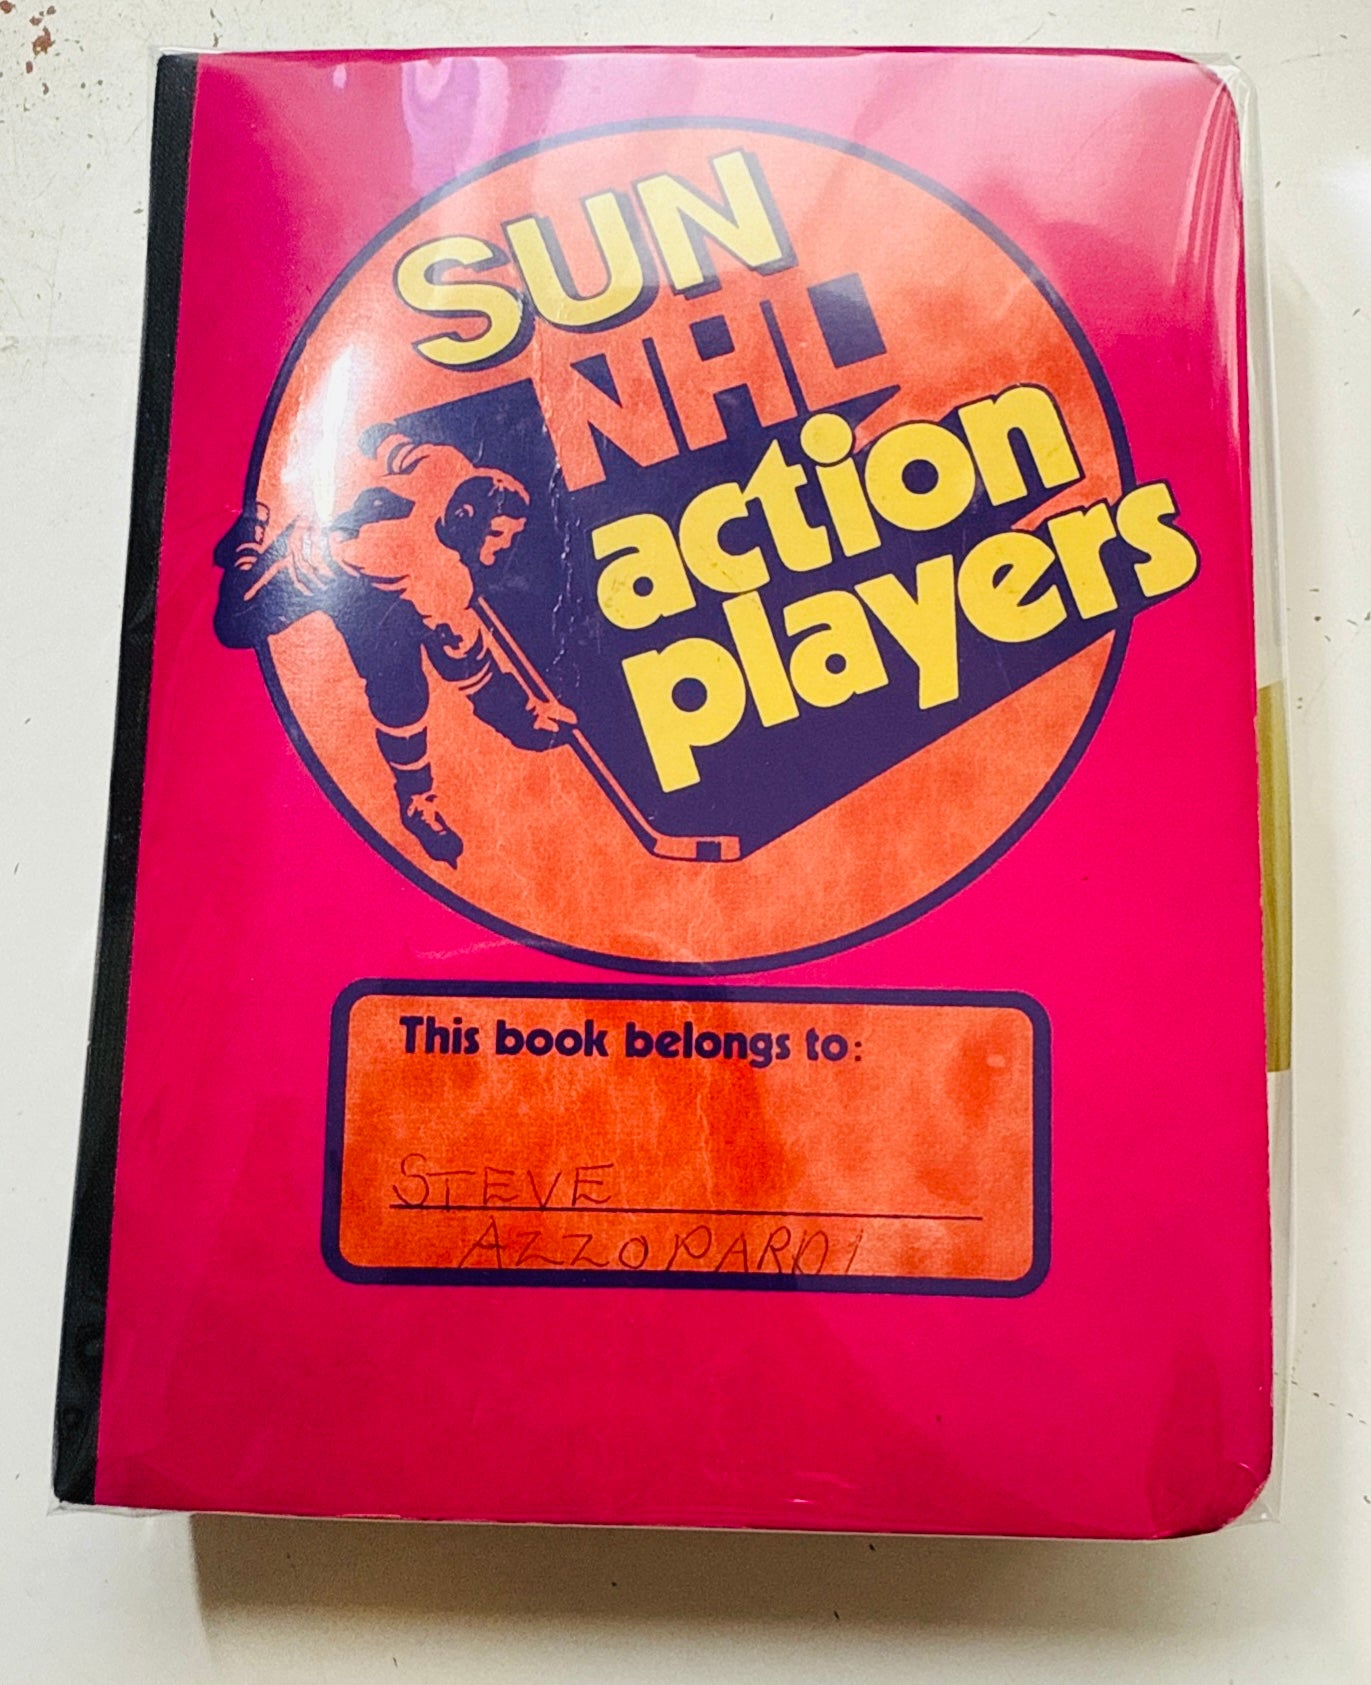 SUN
NHL
action
players
This book belongs to:
STEVE
AZZOPARDI